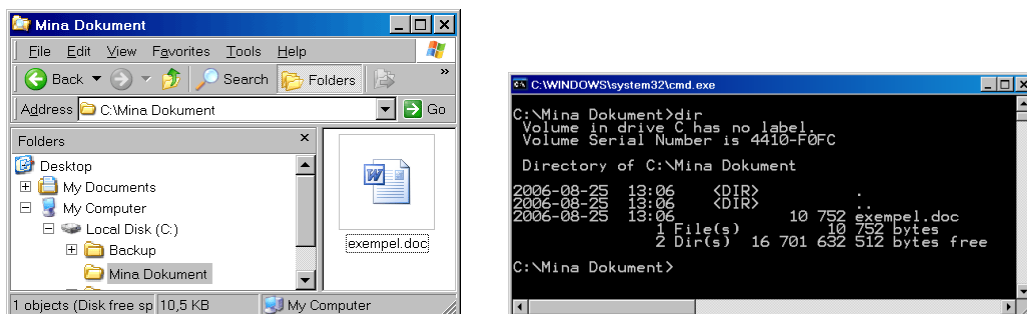 Mina Dokument
File Edit View Favorites Tools Help
Back Search Folders »
Address C:\Mina Dokument Go
Folders ×
Desktop
My Documents
My Computer
Local Disk (C:)
Backup
Mina Dokument
exempel.doc
1 objects (Disk free sp 10,5 KB My Computer
C:\WINDOWS\system32\cmd.exe
C:\Mina Dokument>dir
Volume in drive C has no label.
Volume Serial Number is 4410-F0FC
Directory of C:\Mina Dokument
2006-08-25 13:06 <DIR> .
2006-08-25 13:06 <DIR> ..
2006-08-25 13:06 10 752 exempel.doc
1 File(s) 10 752 bytes
2 Dir(s) 16 701 632 512 bytes free
C:\Mina Dokument>